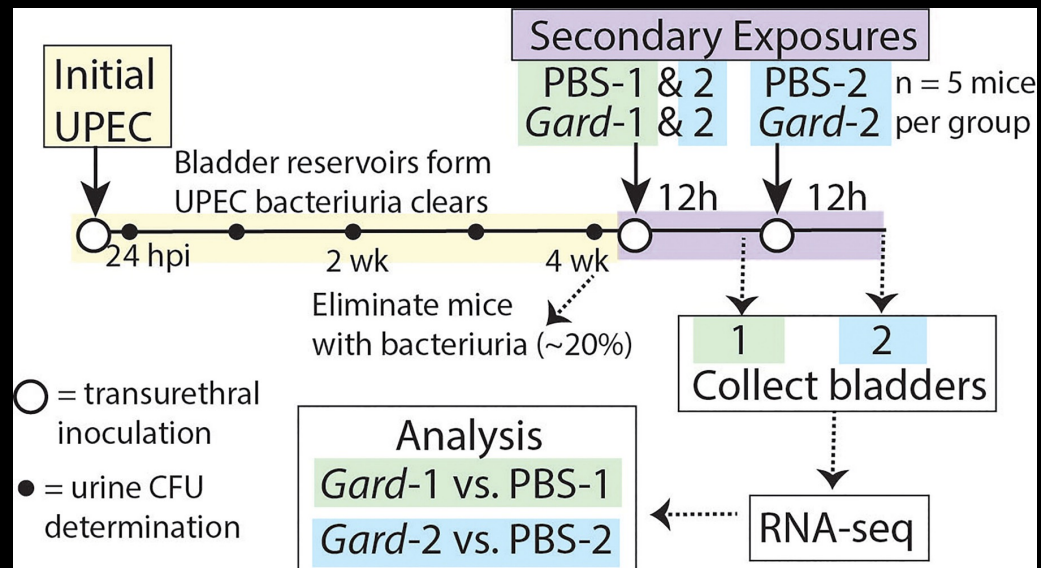 Initial
UPEC
Secondary Exposures
PBS-1 & 2
Gard-1 & 2
PBS-2
Gard-2
n = 5 mice
per group
Bladder reservoirs form
UPEC bacteriuria clears
12h
12h
24 hpi
2 wk
4 wk
Eliminate mice
with bacteriuria (~20%)
1
2
Collect bladders
= transurethral
inoculation
= urine CFU
determination
Analysis
Gard-1 vs. PBS-1
Gard-2 vs. PBS-2
RNA-seq